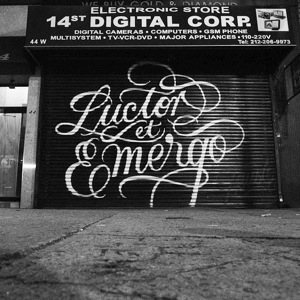 WE BUY GOLD & DIAMOND
ELECTRONIC STORE
14ST DIGITAL CORP.
DIGITAL CAMERAS • COMPUTERS • GSM PHONE
MULTISYSTEM • TV-VCR-DVD • MAJOR APPLIANCES • 110-220V
44 W
Tel: 212-206-9973
Luctor
et
Emergo